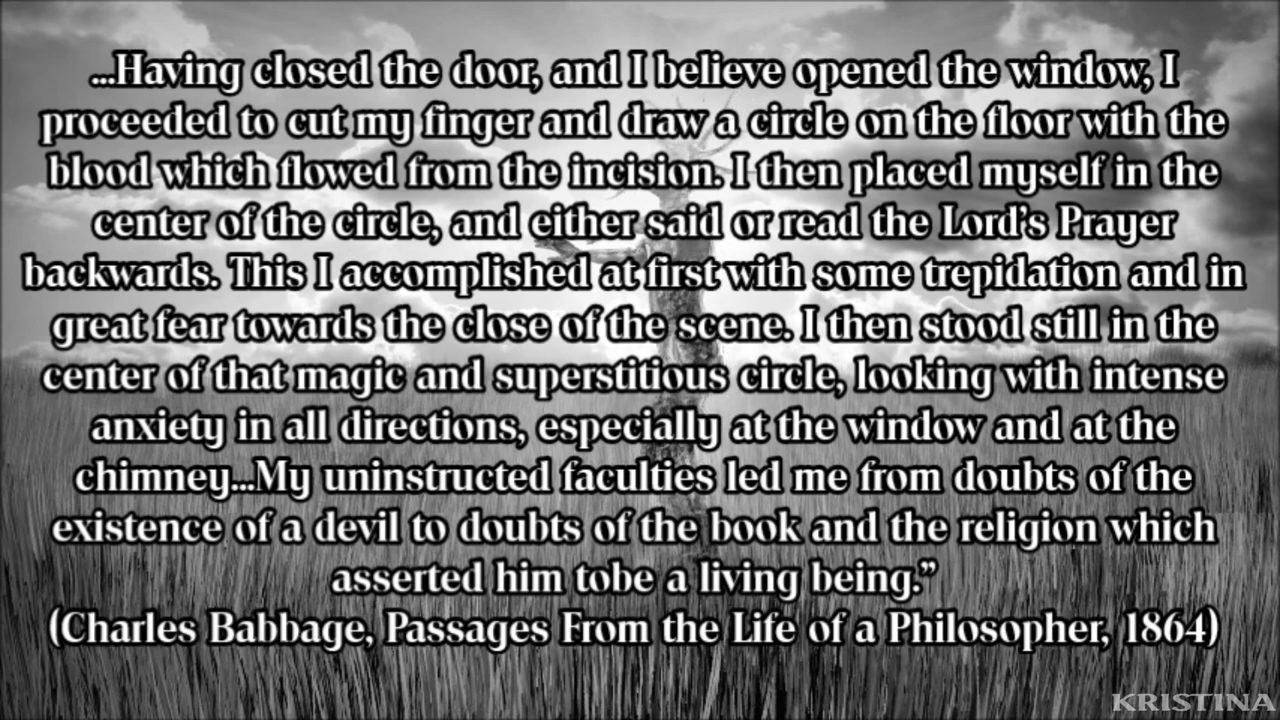 ...Having closed the door, and I believe opened the window, I
proceeded to cut my finger and draw a circle on the floor with the
blood which flowed from the incision. I then placed myself in the
center of the circle, and either said or read the Lord's Prayer
backwards. This I accomplished at first with some trepidation and in
great fear towards the close of the scene. I then stood still in the
center of that magic and superstitious circle, looking with intense
anxiety in all directions, especially at the window and at the
chimney...My uninstructed faculties led me from doubts of the
existence of a devil to doubts of the book and the religion which
asserted him tobe a living being."
(Charles Babbage, Passages From the Life of a Philosopher, 1864)
KRISTINA